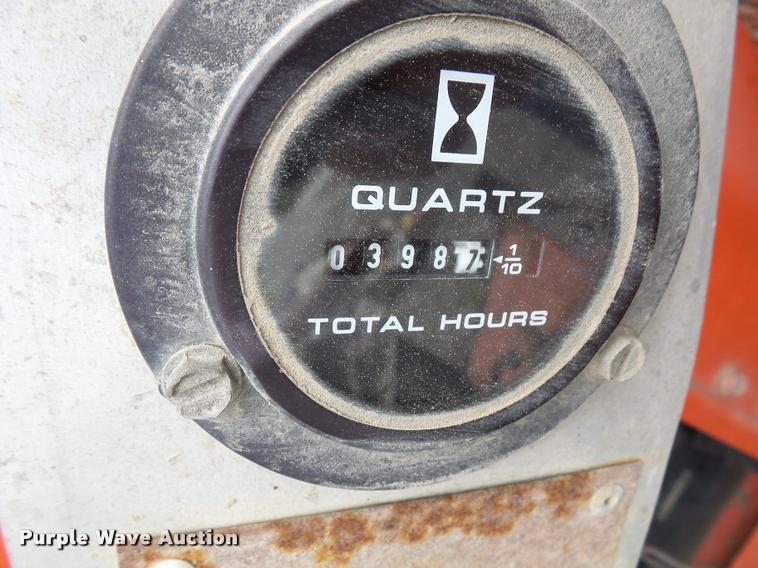 QUARTZ
03987 1/10
TOTAL HOURS
Purple Wave Auction